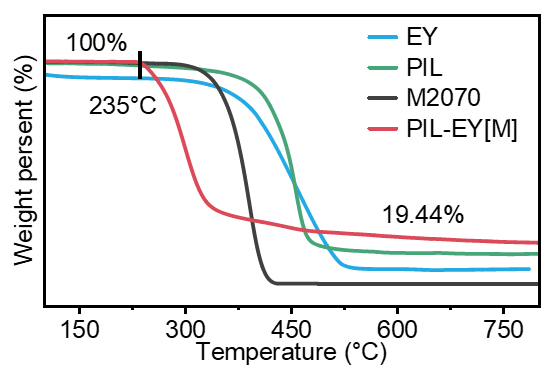 100%
235°C
EY
PIL
M2070
PIL-EY[M]
19.44%
Weight persent (%)
150 300 450 600 750
Temperature (°C)